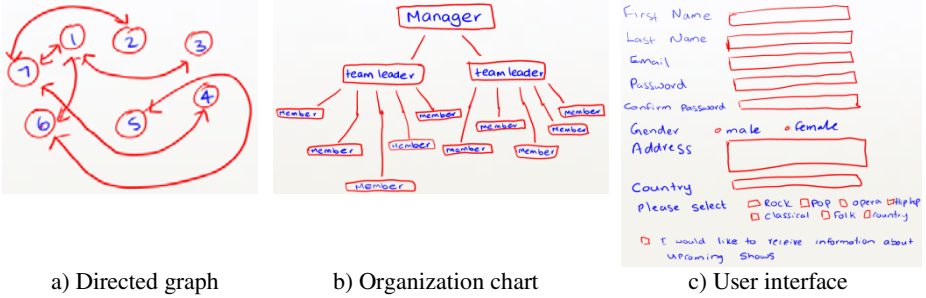 1 2 3
7
6 5 4
a) Directed graph
Manager
team leader team leader
Member Member Member
Member Member
Member Member Member Member
Member
b) Organization chart
First Name
Last Name
Email
Password
Confirm Password
Gender male female
Address
Country
Please select Rock Pop opera Hiphop
classical Folk Country
I would like to receive information about
upcoming shows
c) User interface